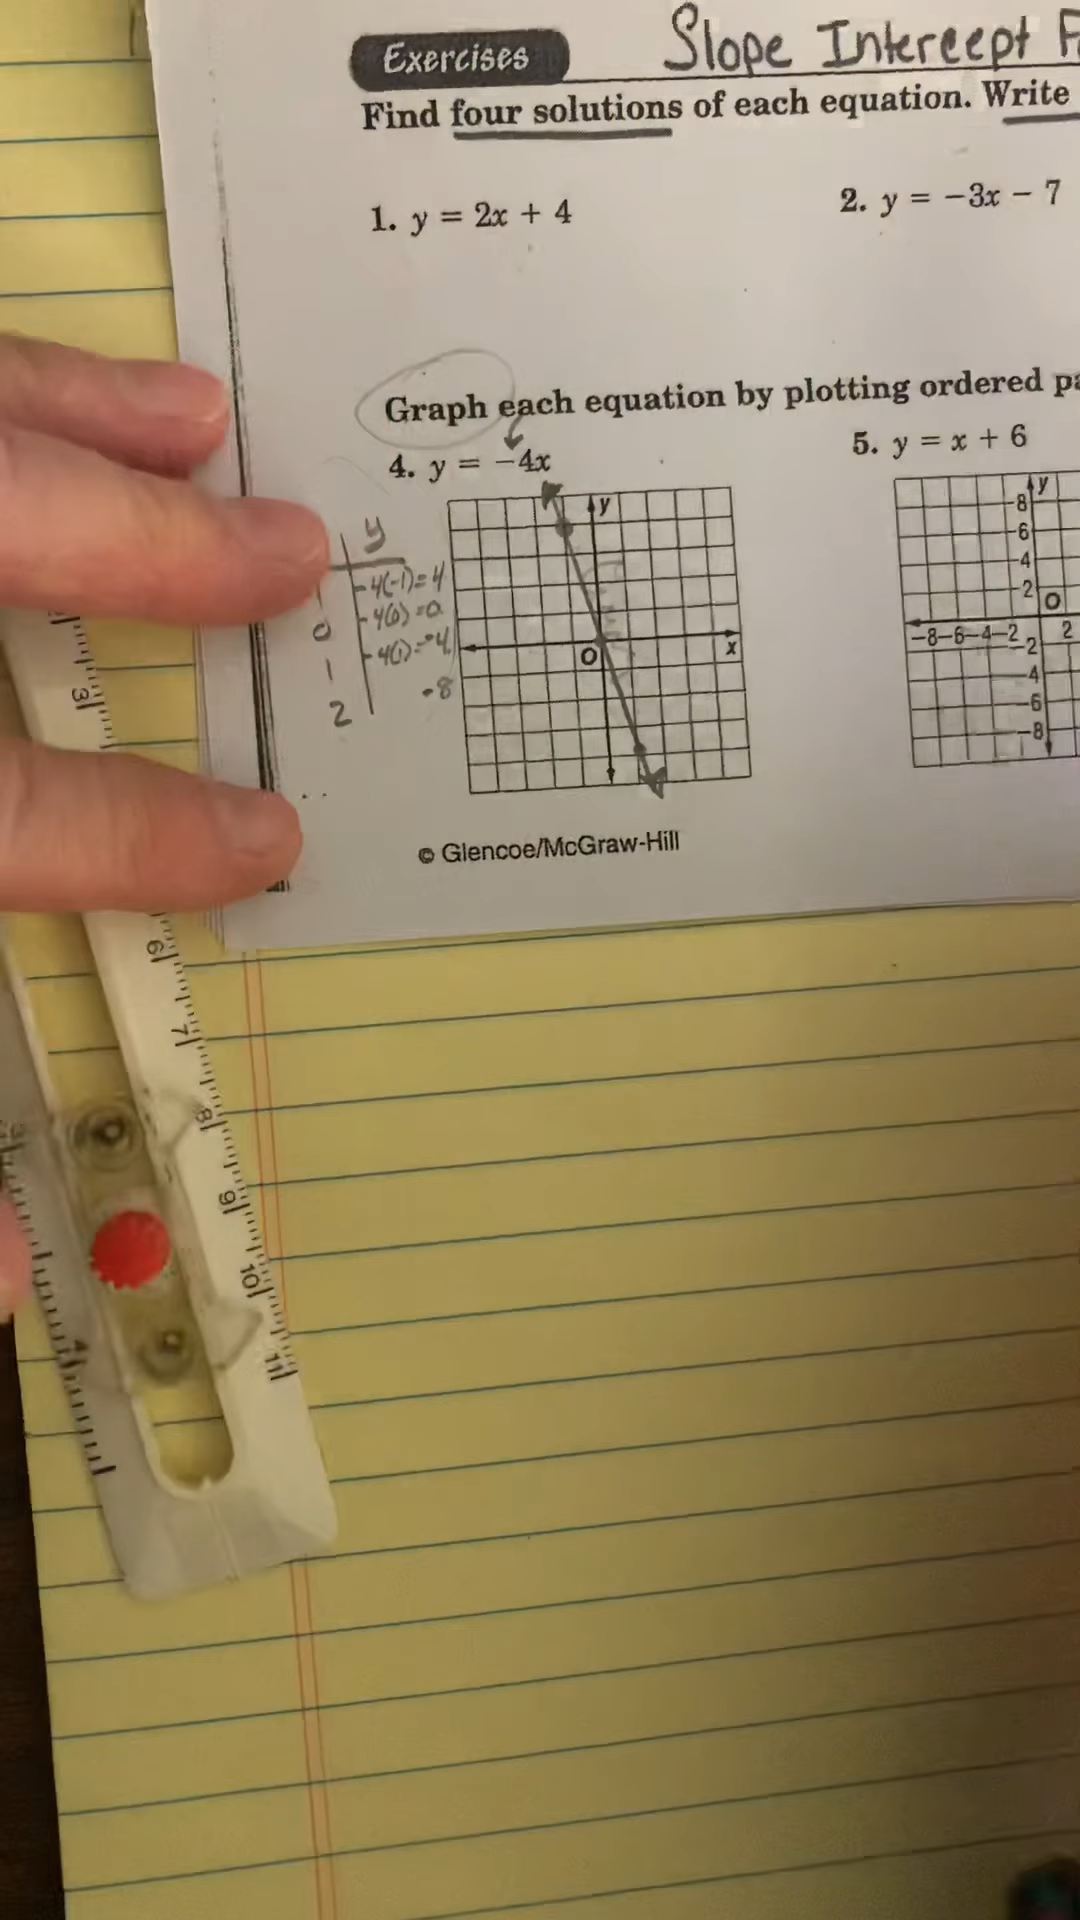 Exercises
Slope Intercept F
Find four solutions of each equation. Write
1. y = 2x + 4
2. y = −3x − 7
Graph each equation by plotting ordered pa
4. y = −4x
5. y = x + 6
y
-4(-1)=4
0 -4(0)=0
1 -4(1)=-4
2 -8
y
O
x
y
8
6
4
2
O
−8−6−4−2
2
−2
−4
−6
−8
© Glencoe/McGraw-Hill
3
6
7
8
9
10
11
4